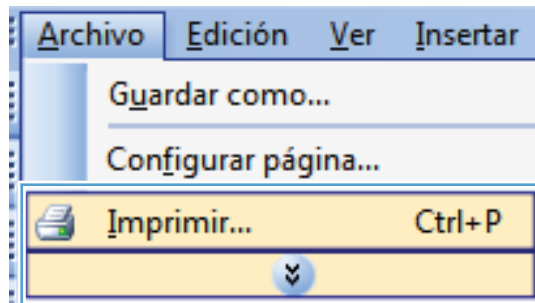 Archivo Edición Ver Insertar
Guardar como...
Configurar página...
Imprimir... Ctrl+P